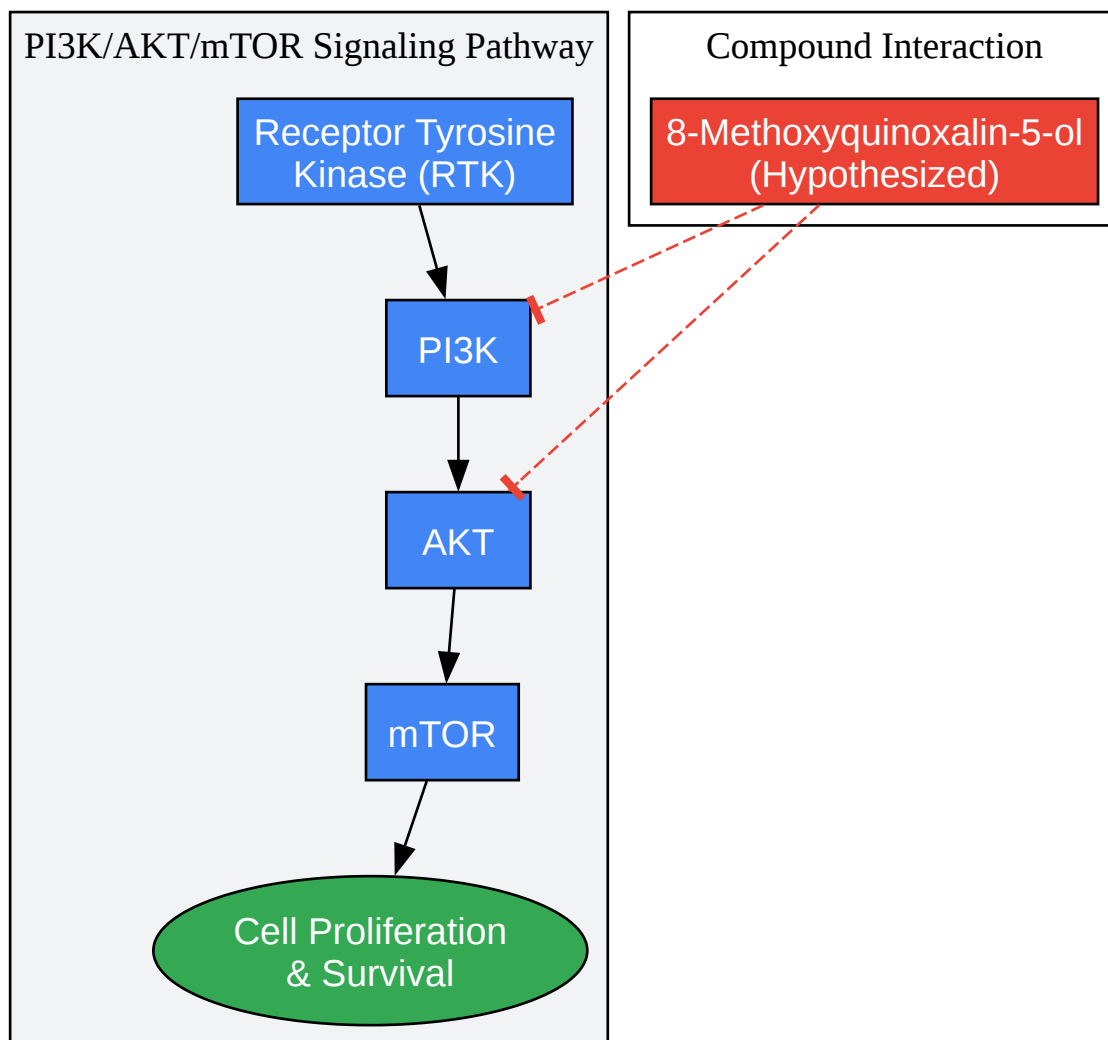 PI3K/AKT/mTOR Signaling Pathway
Receptor Tyrosine
Kinase (RTK)
PI3K
AKT
mTOR
Cell Proliferation
& Survival
Compound Interaction
8-Methoxyquinoxalin-5-ol
(Hypothesized)